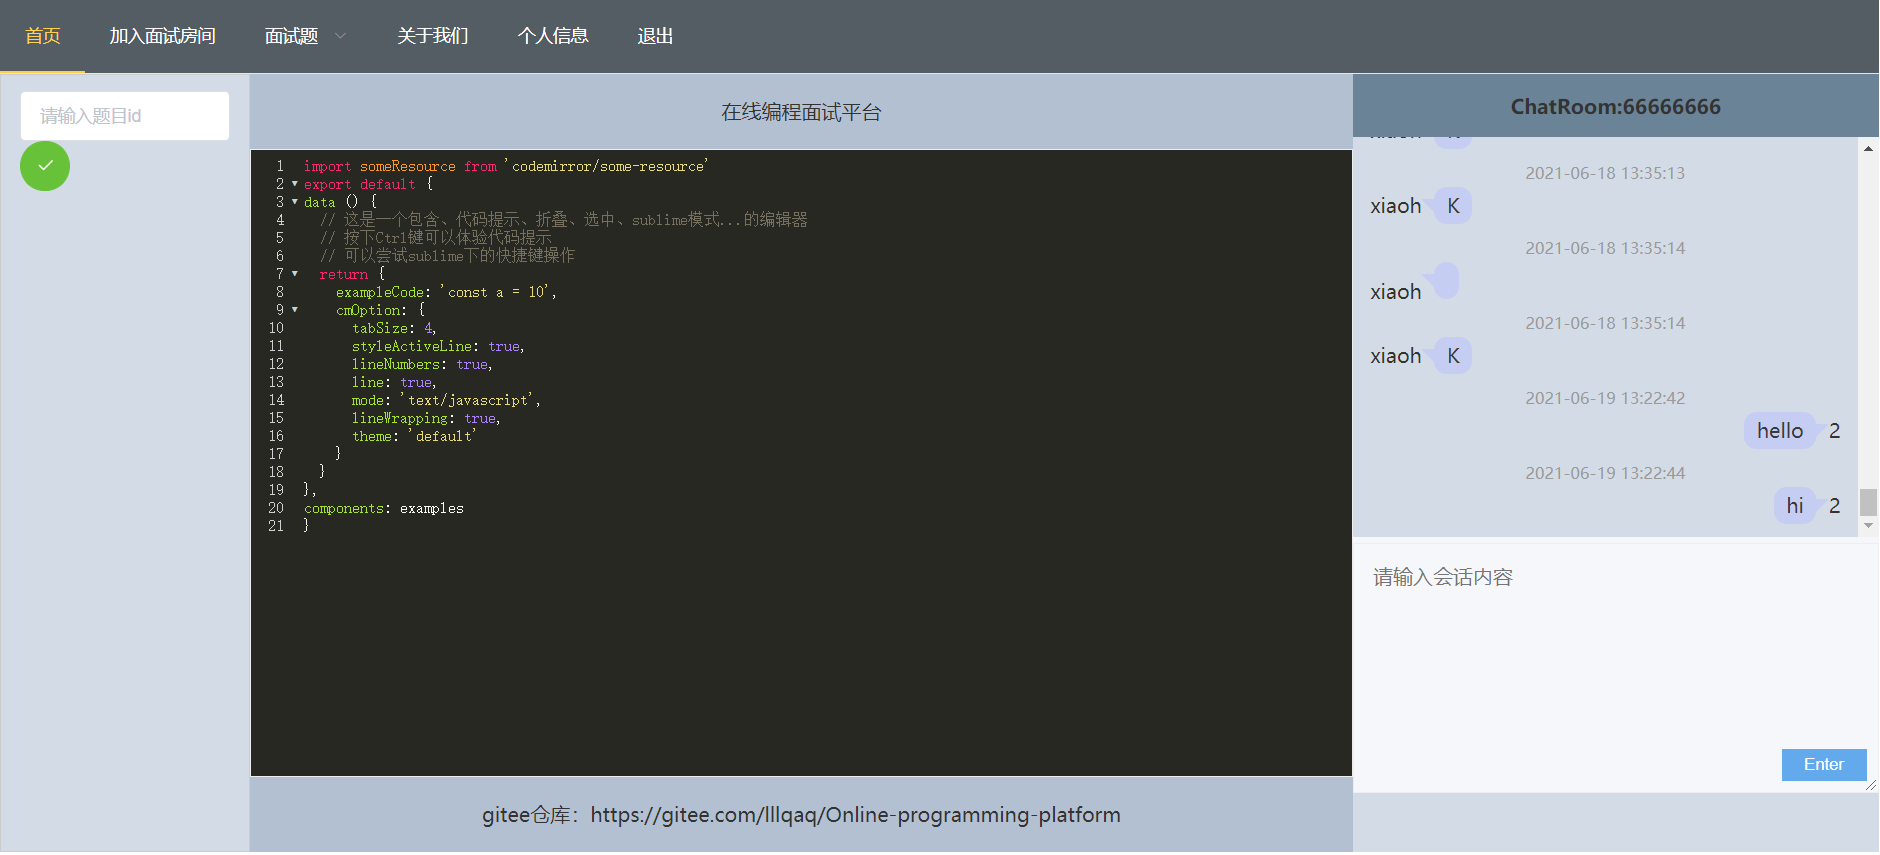 首页 加入面试房间 面试题 关于我们 个人信息 退出
请输入题目id
在线编程面试平台
1 import someResource from 'codemirror/some-resource'
2 export default {
3 data () {
4 // 这是一个包含、代码提示、折叠、选中、sublime模式...的编辑器
5 // 按下Ctrl键可以体验代码提示
6 // 可以尝试sublime下的快捷键操作
7 return {
8 exampleCode: 'const a = 10',
9 cmOption: {
10 tabSize: 4,
11 styleActiveLine: true,
12 lineNumbers: true,
13 line: true,
14 mode: 'text/javascript',
15 lineWrapping: true,
16 theme: 'default'
17 }
18 }
19 },
20 components: examples
21 }
gitee仓库：https://gitee.com/lllqaq/Online-programming-platform
ChatRoom:66666666
2021-06-18 13:35:13
xiaoh K
2021-06-18 13:35:14
xiaoh
2021-06-18 13:35:14
xiaoh K
2021-06-19 13:22:42
hello 2
2021-06-19 13:22:44
hi 2
请输入会话内容
Enter